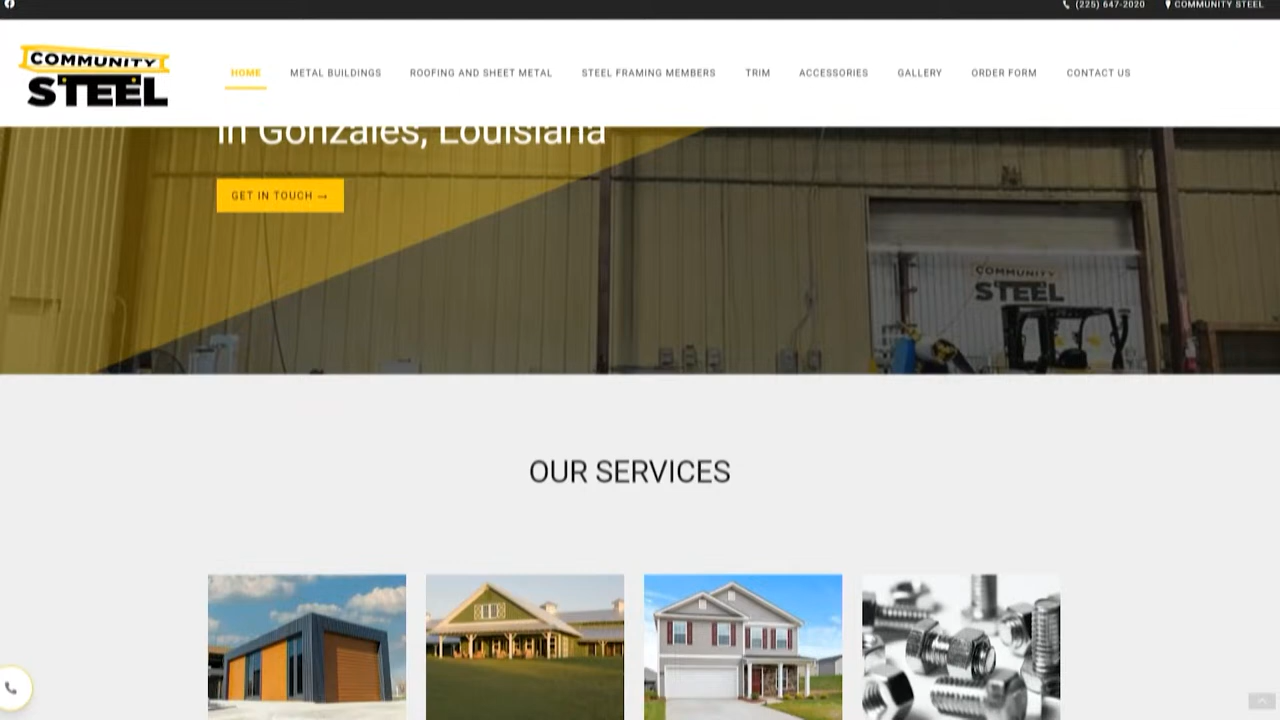 (225) 647-2020 COMMUNITY STEEL
COMMUNITY
STEEL
HOME METAL BUILDINGS ROOFING AND SHEET METAL STEEL FRAMING MEMBERS TRIM ACCESSORIES GALLERY ORDER FORM CONTACT US
in Gonzales, Louisiana
GET IN TOUCH →
COMMUNITY
STEEL
OUR SERVICES